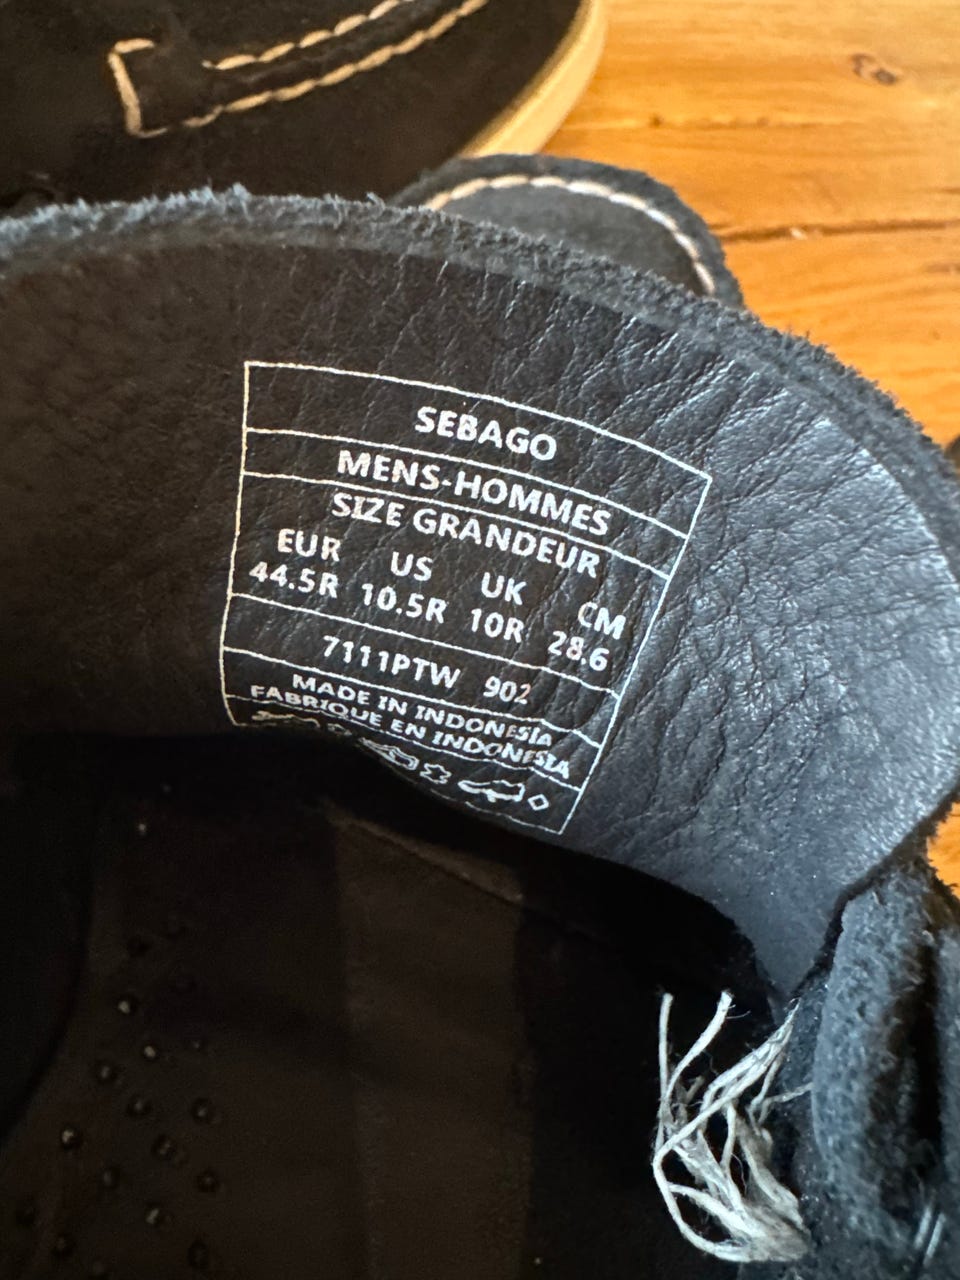 SEBAGO
MENS-HOMMES
SIZE GRANDEUR
EUR US UK CM
44.5R 10.5R 10R 28.6
7111PTW 902
MADE IN INDONESIA
FABRIQUE EN INDONESIA